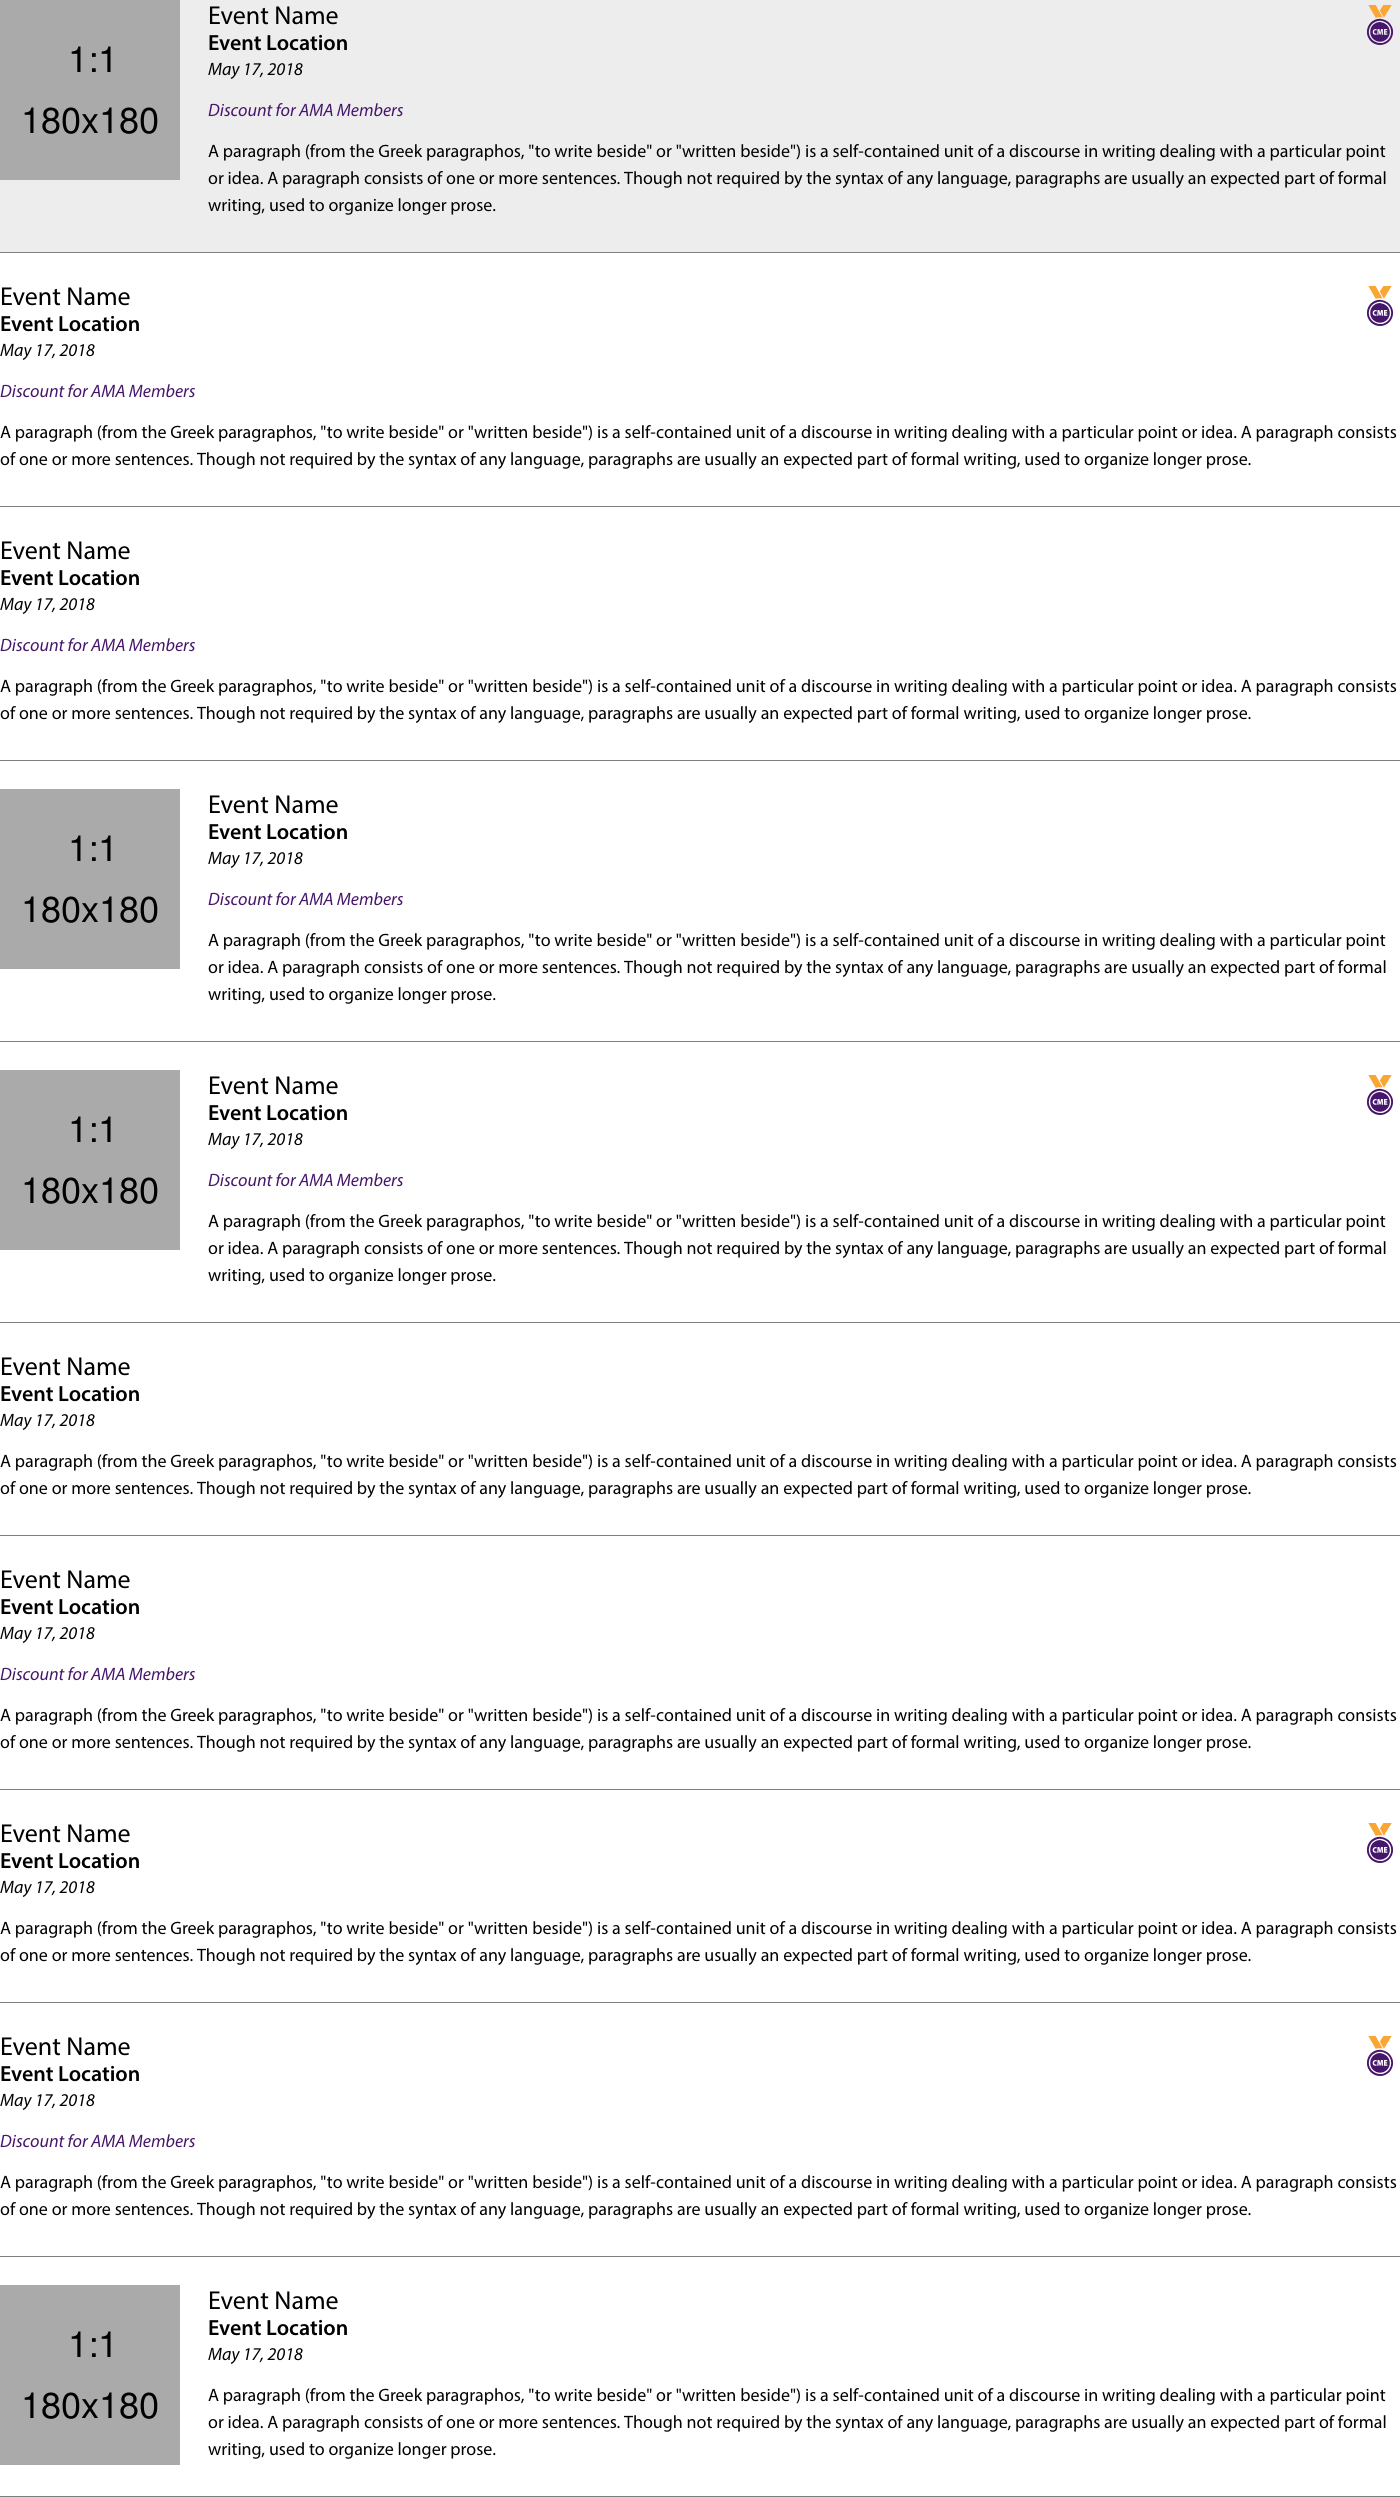 1:1
180x180
Event Name
CME
Event Location
May 17, 2018
Discount for AMA Members
A paragraph (from the Greek paragraphos, "to write beside" or "written beside") is a self-contained unit of a discourse in writing dealing with a particular point
or idea. A paragraph consists of one or more sentences. Though not required by the syntax of any language, paragraphs are usually an expected part of formal
writing, used to organize longer prose.
Event Name
CME
Event Location
May 17, 2018
Discount for AMA Members
A paragraph (from the Greek paragraphos, "to write beside" or "written beside") is a self-contained unit of a discourse in writing dealing with a particular point or idea. A paragraph consists
of one or more sentences. Though not required by the syntax of any language, paragraphs are usually an expected part of formal writing, used to organize longer prose.
Event Name
Event Location
May 17, 2018
Discount for AMA Members
A paragraph (from the Greek paragraphos, "to write beside" or "written beside") is a self-contained unit of a discourse in writing dealing with a particular point or idea. A paragraph consists
of one or more sentences. Though not required by the syntax of any language, paragraphs are usually an expected part of formal writing, used to organize longer prose.
1:1
180x180
Event Name
Event Location
May 17, 2018
Discount for AMA Members
A paragraph (from the Greek paragraphos, "to write beside" or "written beside") is a self-contained unit of a discourse in writing dealing with a particular point
or idea. A paragraph consists of one or more sentences. Though not required by the syntax of any language, paragraphs are usually an expected part of formal
writing, used to organize longer prose.
1:1
180x180
Event Name
CME
Event Location
May 17, 2018
Discount for AMA Members
A paragraph (from the Greek paragraphos, "to write beside" or "written beside") is a self-contained unit of a discourse in writing dealing with a particular point
or idea. A paragraph consists of one or more sentences. Though not required by the syntax of any language, paragraphs are usually an expected part of formal
writing, used to organize longer prose.
Event Name
Event Location
May 17, 2018
A paragraph (from the Greek paragraphos, "to write beside" or "written beside") is a self-contained unit of a discourse in writing dealing with a particular point or idea. A paragraph consists
of one or more sentences. Though not required by the syntax of any language, paragraphs are usually an expected part of formal writing, used to organize longer prose.
Event Name
Event Location
May 17, 2018
Discount for AMA Members
A paragraph (from the Greek paragraphos, "to write beside" or "written beside") is a self-contained unit of a discourse in writing dealing with a particular point or idea. A paragraph consists
of one or more sentences. Though not required by the syntax of any language, paragraphs are usually an expected part of formal writing, used to organize longer prose.
Event Name
CME
Event Location
May 17, 2018
A paragraph (from the Greek paragraphos, "to write beside" or "written beside") is a self-contained unit of a discourse in writing dealing with a particular point or idea. A paragraph consists
of one or more sentences. Though not required by the syntax of any language, paragraphs are usually an expected part of formal writing, used to organize longer prose.
Event Name
CME
Event Location
May 17, 2018
Discount for AMA Members
A paragraph (from the Greek paragraphos, "to write beside" or "written beside") is a self-contained unit of a discourse in writing dealing with a particular point or idea. A paragraph consists
of one or more sentences. Though not required by the syntax of any language, paragraphs are usually an expected part of formal writing, used to organize longer prose.
1:1
180x180
Event Name
Event Location
May 17, 2018
A paragraph (from the Greek paragraphos, "to write beside" or "written beside") is a self-contained unit of a discourse in writing dealing with a particular point
or idea. A paragraph consists of one or more sentences. Though not required by the syntax of any language, paragraphs are usually an expected part of formal
writing, used to organize longer prose.